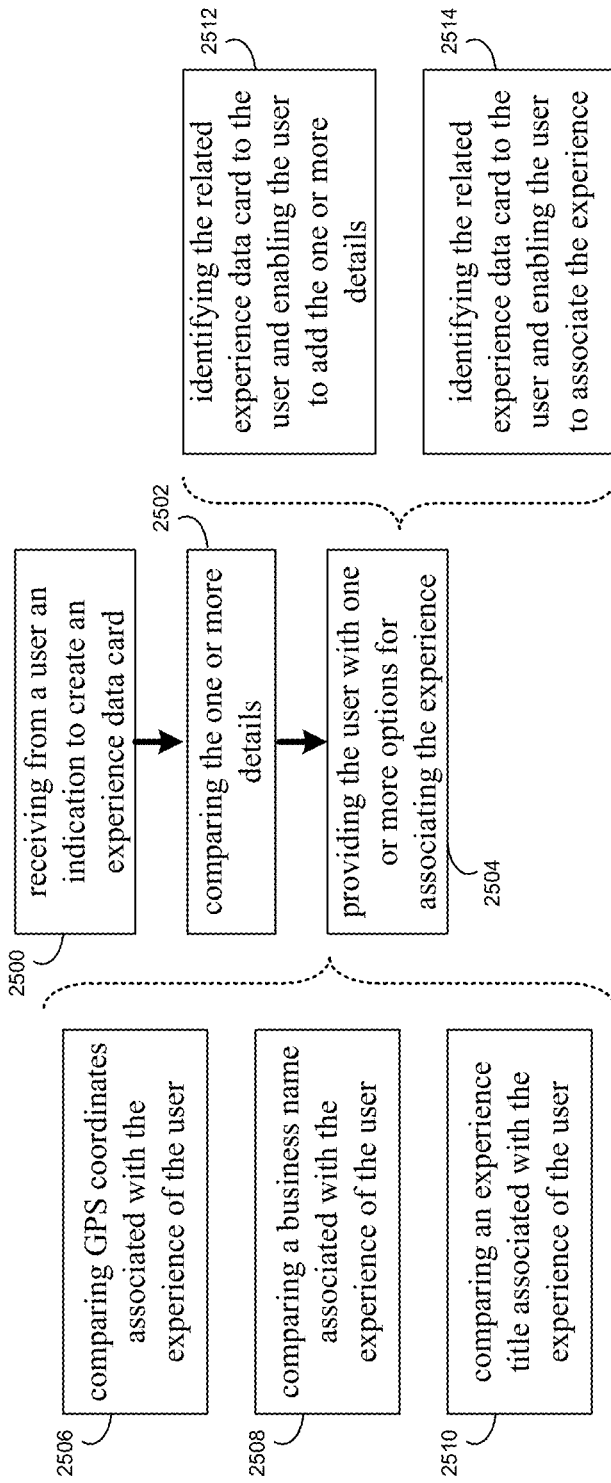 2500
receiving from a user an
indication to create an
experience data card
2502
comparing the one or more
details
providing the user with one
or more options for
associating the experience
2504
2506
comparing GPS coordinates
associated with the
experience of the user
2508
comparing a business name
associated with the
experience of the user
2510
comparing an experience
title associated with the
experience of the user
2512
identifying the related
experience data card to the
user and enabling the user
to add the one or more
details
2514
identifying the related
experience data card to the
user and enabling the user
to associate the experience